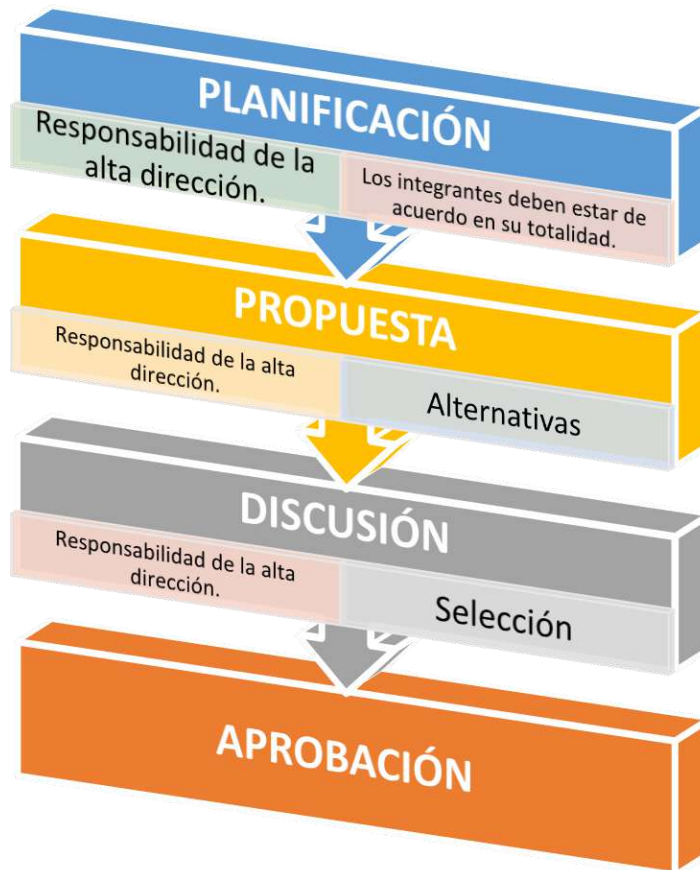 PLANIFICACIÓN
Responsabilidad de la
alta dirección.
Los integrantes deben estar de
acuerdo en su totalidad.
PROPUESTA
Responsabilidad de la alta
dirección.
Alternativas
DISCUSIÓN
Responsabilidad de la alta
dirección.
Selección
APROBACIÓN